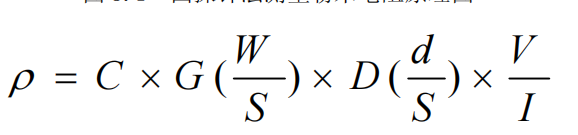 ρ = C × G(W/S) × D(d/S) × V/I